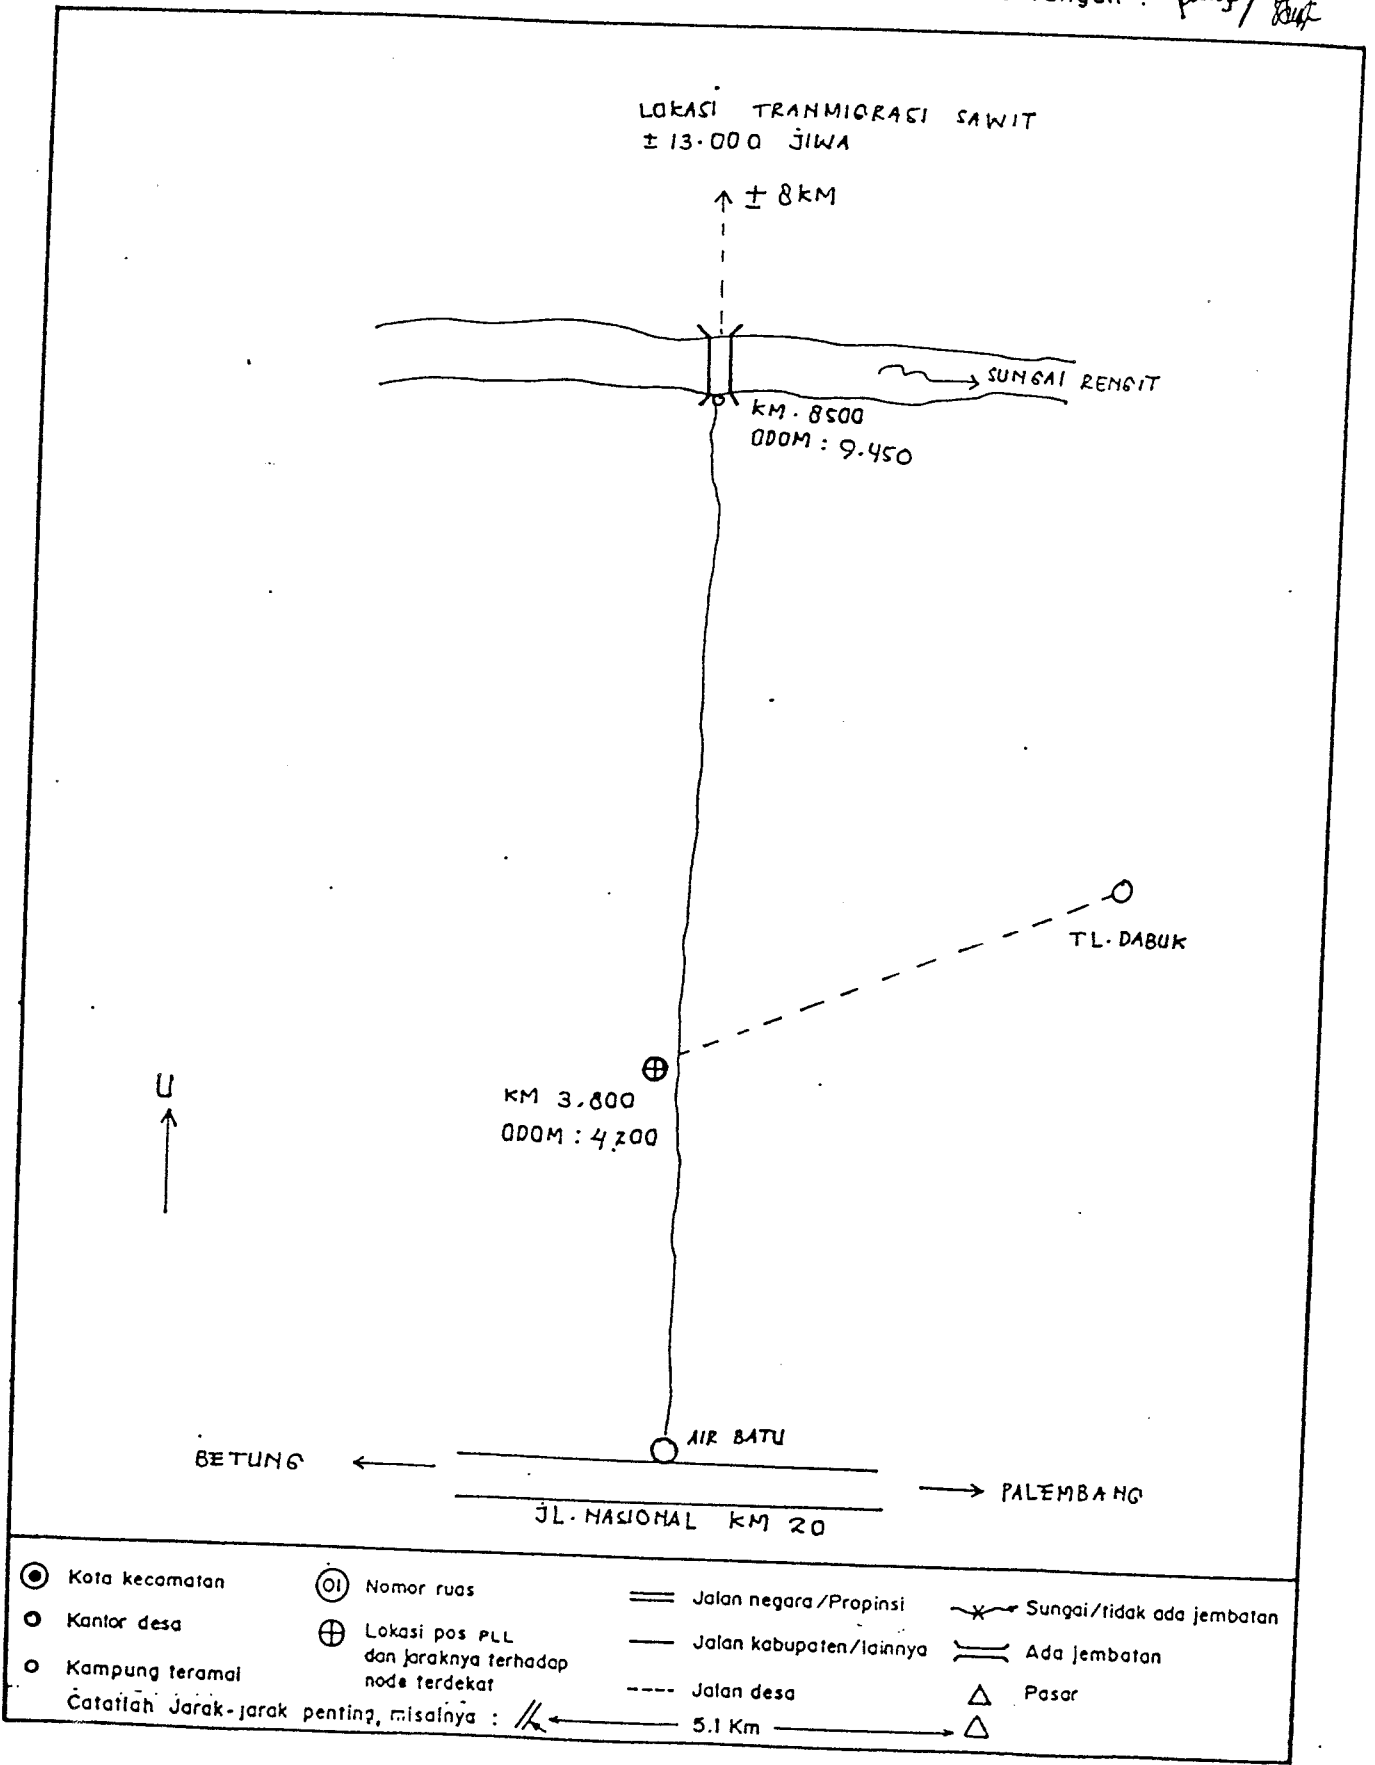 LOKASI TRANMIGRASI SAWIT
± 13.000 JIWA
± 8 KM
SUNGAI RENGIT
KM. 8500
ODOM : 9.450
TL. DABUK
KM 3.800
ODOM : 4.200
U
AIR BATU
BETUNG
PALEMBANG
JL. NASIONAL KM 20
Kota kecamatan
Kantor desa
Kampung teramai
01 Nomor ruas
Lokasi pos PLL
dan jaraknya terhadap
node terdekat
Jalan negara/Propinsi
Jalan kabupaten/lainnya
Jalan desa
Sungai/tidak ada jembatan
Ada jembatan
Pasar
Catatlah Jarak-jarak penting, misalnya : 5.1 Km